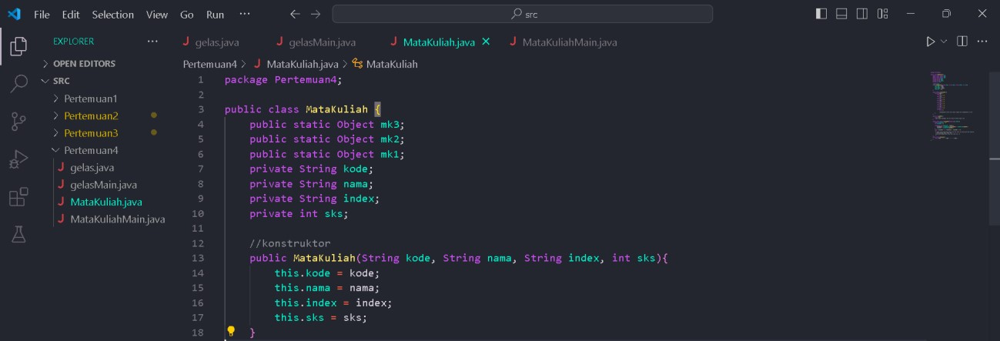 File Edit Selection View Go Run ··· ← → src
EXPLORER ···
OPEN EDITORS
SRC
Pertemuan1
Pertemuan2
Pertemuan3
Pertemuan4
gelas.java
gelasMain.java
MataKuliah.java
MataKuliahMain.java
gelas.java gelasMain.java MataKuliah.java MataKuliahMain.java
Pertemuan4 > MataKuliah.java > MataKuliah
1 package Pertemuan4;
2
3 public class MataKuliah {
4 public static Object mk3;
5 public static Object mk2;
6 public static Object mk1;
7 private String kode;
8 private String nama;
9 private String index;
10 private int sks;
11
12 //konstruktor
13 public MataKuliah(String kode, String nama, String index, int sks){
14 this.kode = kode;
15 this.nama = nama;
16 this.index = index;
17 this.sks = sks;
18 }